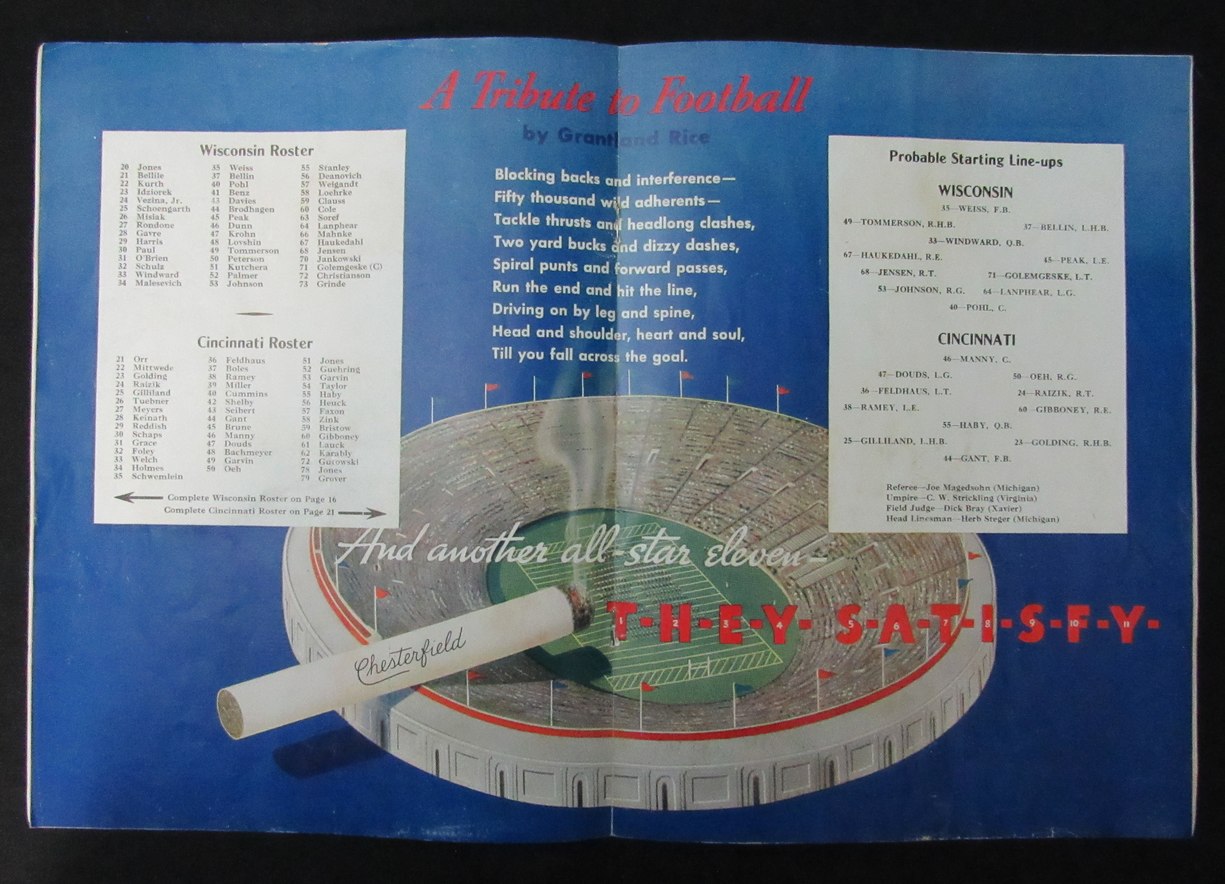 A Tribute to Football
by Grantland Rice
Blocking backs and interference—
Fifty thousand wild adherents—
Tackle thrusts and headlong clashes,
Two yard bucks and dizzy dashes,
Spiral punts and forward passes,
Run the end and hit the line,
Driving on by leg and spine,
Head and shoulder, heart and soul,
Till you fall across the goal.
Wisconsin Roster
20 Jones
21 Bellile
22 Kurth
23 Idziorek
24 Vezina, Jr.
25 Schoengarth
26 Misiak
27 Rondone
28 Gavre
29 Harris
30 Paul
31 O'Brien
32 Schulz
33 Windward
34 Malesevich
35 Weiss
37 Bellin
40 Pohl
41 Benz
43 Davies
44 Brodhagen
45 Peak
46 Dunn
47 Krohn
48 Lovshin
49 Tommerson
50 Peterson
51 Kutchera
52 Palmer
53 Johnson
55 Stanley
56 Deanovich
57 Weigandt
58 Loehrke
59 Clauss
60 Cole
63 Soref
64 Lanphear
66 Mahnke
67 Haukedahl
68 Jensen
70 Jankowski
71 Golemgeske (C)
72 Christianson
73 Grinde
Cincinnati Roster
21 Orr
22 Mittwede
23 Golding
24 Raizik
25 Gilliland
26 Tuebner
27 Meyers
28 Keinath
29 Reddish
30 Schaps
31 Grace
32 Foley
33 Welch
34 Holmes
35 Schwemlein
36 Feldhaus
37 Boles
38 Ramey
39 Miller
40 Cummins
42 Shelby
43 Seibert
44 Gant
45 Brune
46 Manny
47 Douds
48 Bachmeyer
49 Garvin
50 Oeh
51 Jones
52 Guehring
53 Garvin
54 Taylor
55 Haby
56 Heuck
57 Faxon
58 Zink
59 Bristow
60 Gibboney
61 Lauck
62 Karably
72 Gurowski
78 Jones
79 Grover
Complete Wisconsin Roster on Page 16
Complete Cincinnati Roster on Page 21
Probable Starting Line-ups
WISCONSIN
35—WEISS, F.B.
49—TOMMERSON, R.H.B. 37—BELLIN, L.H.B.
33—WINDWARD, Q.B.
67—HAUKEDAHL, R.E. 45—PEAK, L.E.
68—JENSEN, R.T. 71—GOLEMGESKE, L.T.
53—JOHNSON, R.G. 64—LANPHEAR, L.G.
40—POHL, C.
CINCINNATI
46—MANNY, C.
47—DOUDS, L.G. 50—OEH, R.G.
36—FELDHAUS, L.T. 24—RAIZIK, R.T.
38—RAMEY, L.E. 60—GIBBONEY, R.E.
55—HABY, Q.B.
25—GILLILAND, L.H.B. 23—GOLDING, R.H.B.
44—GANT, F.B.
Referee—Joe Magedsohn (Michigan)
Umpire—C. W. Strickling (Virginia)
Field Judge—Dick Bray (Xavier)
Head Linesman—Herb Steger (Michigan)
And another all-star eleven—
T-H-E-Y- S-A-T-I-S-F-Y-
1 2 3 4 5 6 7 8 9 10 11
Chesterfield